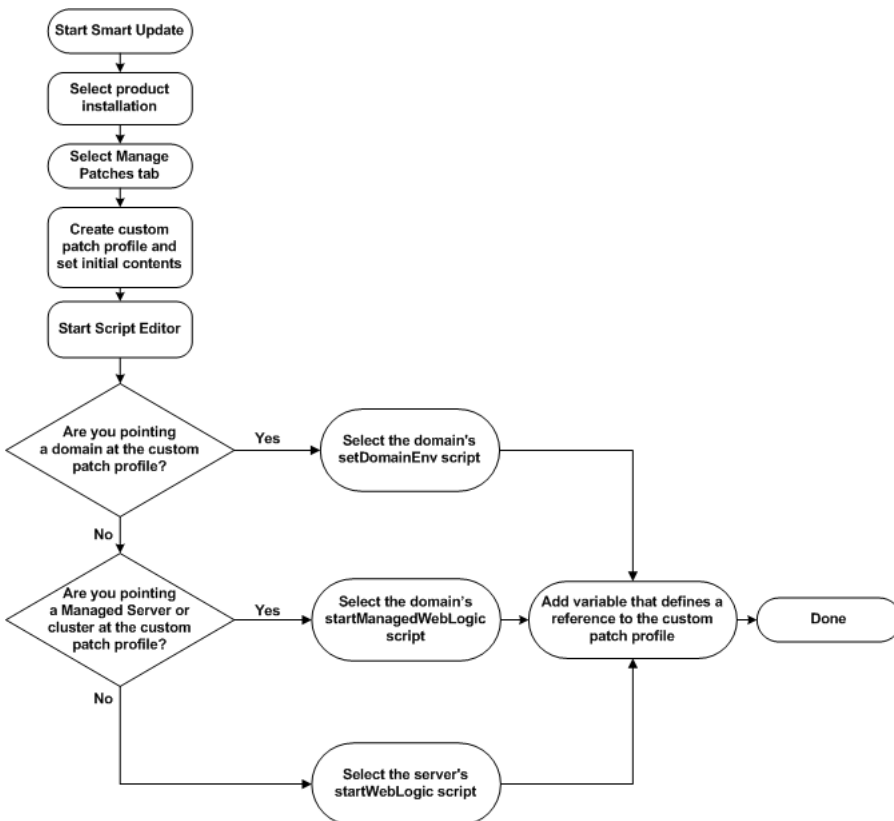 Start Smart Update
Select product
installation
Select Manage
Patches tab
Create custom
patch profile and
set initial contents
Start Script Editor
Are you pointing
a domain at the custom
patch profile?
Yes
Select the domain's
setDomainEnv script
No
Are you pointing
a Managed Server or
cluster at the custom
patch profile?
Yes
Select the domain’s
startManagedWebLogic
script
Add variable that defines a
reference to the custom
patch profile
Done
No
Select the server's
startWebLogic script